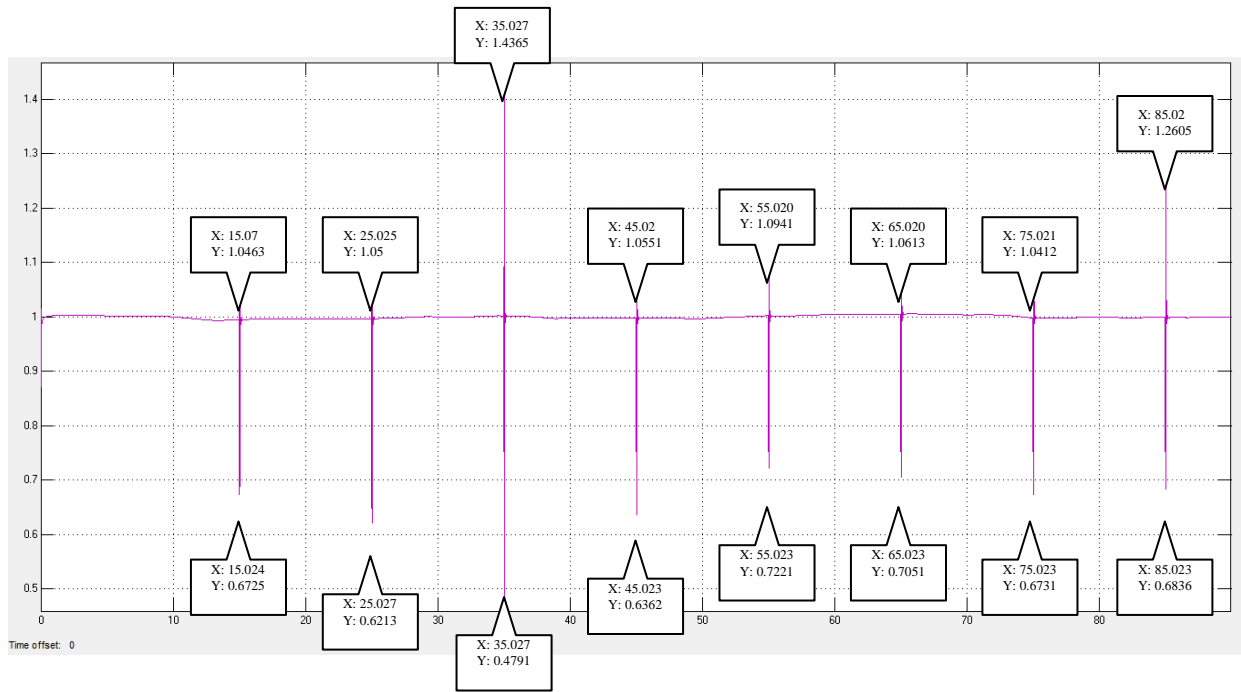 X: 35.027
Y: 1.4365
X: 85.02
Y: 1.2605
X: 15.07
Y: 1.0463
X: 25.025
Y: 1.05
X: 45.02
Y: 1.0551
X: 55.020
Y: 1.0941
X: 65.020
Y: 1.0613
X: 75.021
Y: 1.0412
1.4
1.3
1.2
1.1
1
0.9
0.8
0.7
0.6
0.5
X: 15.024
Y: 0.6725
X: 25.027
Y: 0.6213
X: 35.027
Y: 0.4791
X: 45.023
Y: 0.6362
X: 55.023
Y: 0.7221
X: 65.023
Y: 0.7051
X: 75.023
Y: 0.6731
X: 85.023
Y: 0.6836
0 10 20 30 40 50 60 70 80
Time offset: 0